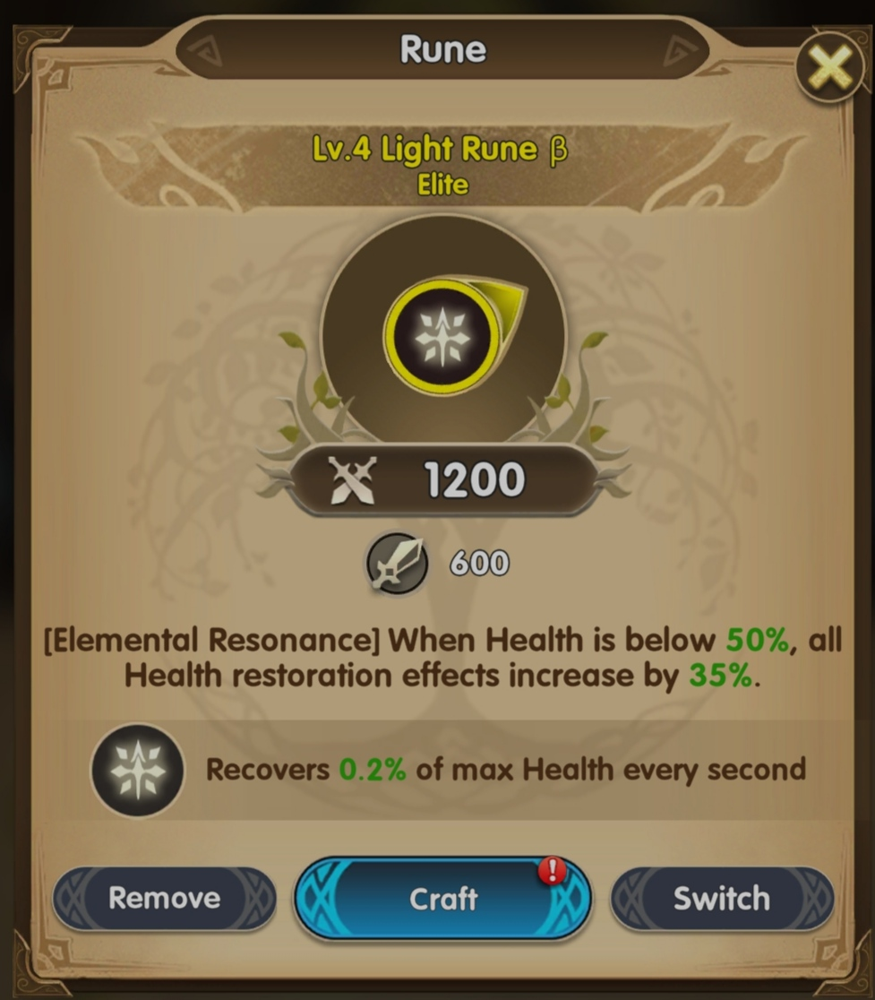 Rune
Lv.4 Light Rune β
Elite
1200
600
[Elemental Resonance] When Health is below 50%, all
Health restoration effects increase by 35%.
Recovers 0.2% of max Health every second
!
Remove
Craft
Switch